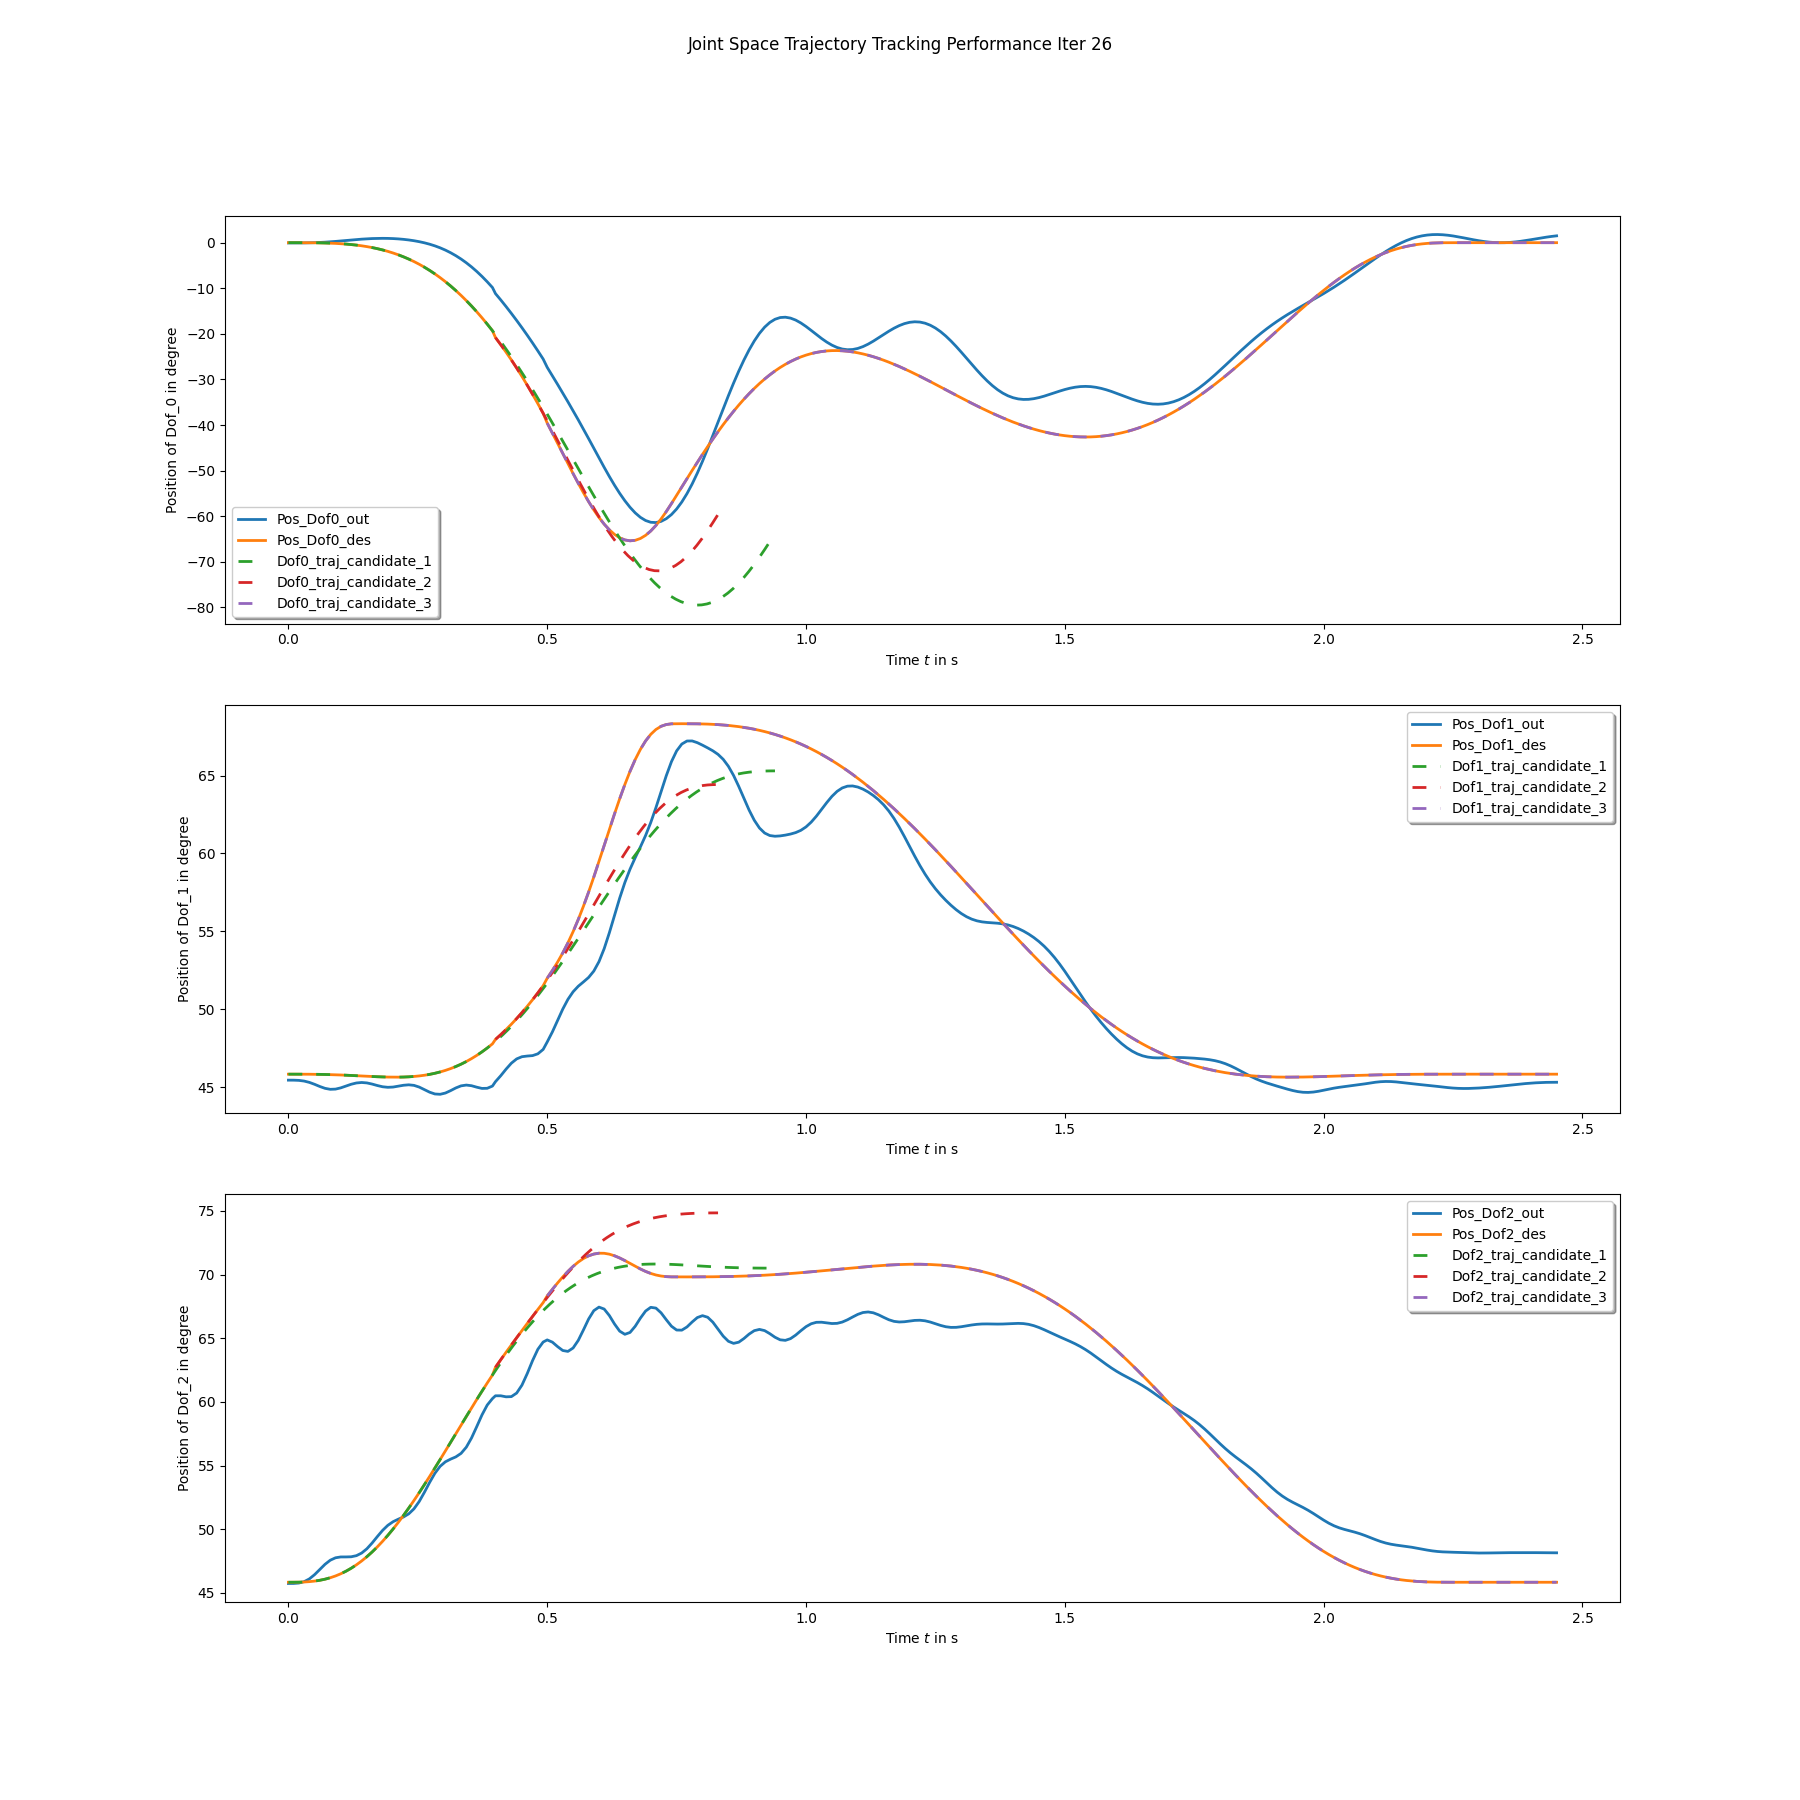 Joint Space Trajectory Tracking Performance Iter 26
0
−10
−20
−30
−40
−50
−60
−70
−80
Position of Dof_0 in degree
Pos_Dof0_out
Pos_Dof0_des
Dof0_traj_candidate_1
Dof0_traj_candidate_2
Dof0_traj_candidate_3
0.0 0.5 1.0 1.5 2.0 2.5
Time t in s
65
60
55
50
45
Position of Dof_1 in degree
Pos_Dof1_out
Pos_Dof1_des
Dof1_traj_candidate_1
Dof1_traj_candidate_2
Dof1_traj_candidate_3
0.0 0.5 1.0 1.5 2.0 2.5
Time t in s
75
70
65
60
55
50
45
Position of Dof_2 in degree
Pos_Dof2_out
Pos_Dof2_des
Dof2_traj_candidate_1
Dof2_traj_candidate_2
Dof2_traj_candidate_3
0.0 0.5 1.0 1.5 2.0 2.5
Time t in s